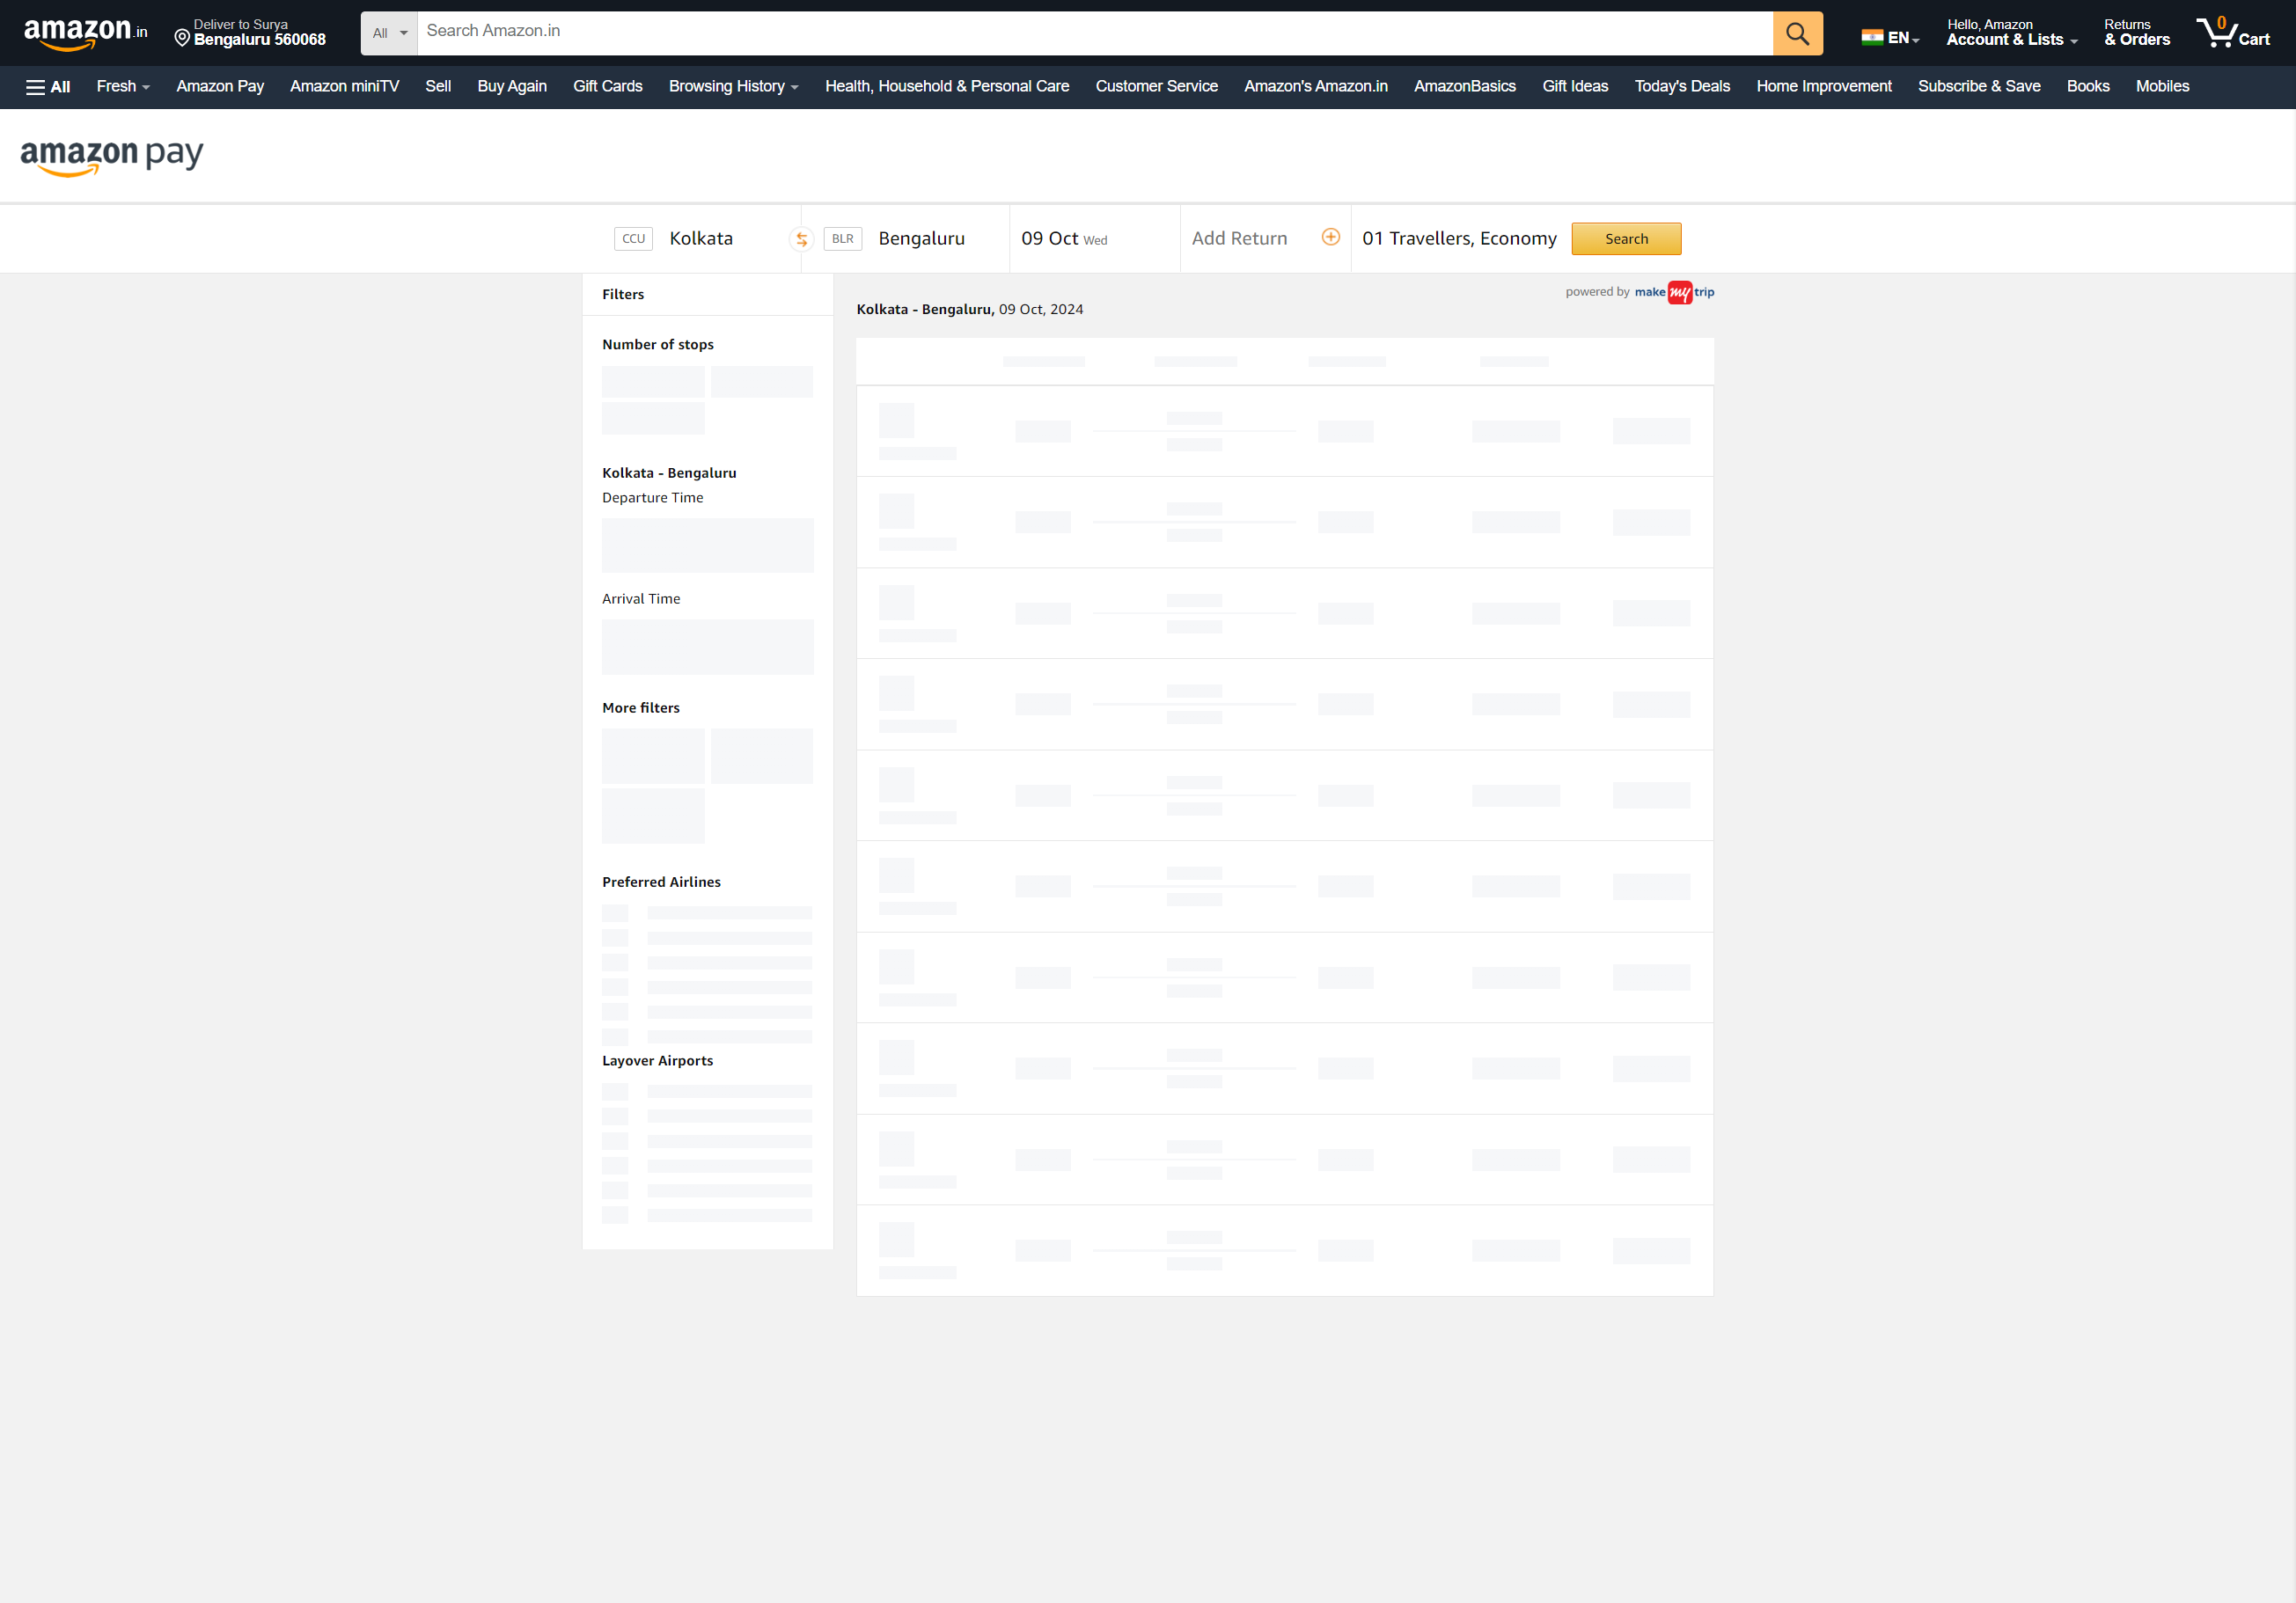 amazon.in
Deliver to Surya
Bengaluru 560068
All
Search Amazon.in
EN
Hello, Amazon
Account & Lists
Returns
& Orders
0
Cart
All
Fresh
Amazon Pay
Amazon miniTV
Sell
Buy Again
Gift Cards
Browsing History
Health, Household & Personal Care
Customer Service
Amazon's Amazon.in
AmazonBasics
Gift Ideas
Today's Deals
Home Improvement
Subscribe & Save
Books
Mobiles
amazon pay
CCU Kolkata
BLR Bengaluru
09 Oct Wed
Add Return
01 Travellers, Economy
Search
Filters
Number of stops
Kolkata - Bengaluru
Departure Time
Arrival Time
More filters
Preferred Airlines
Layover Airports
powered by make my trip
Kolkata - Bengaluru, 09 Oct, 2024